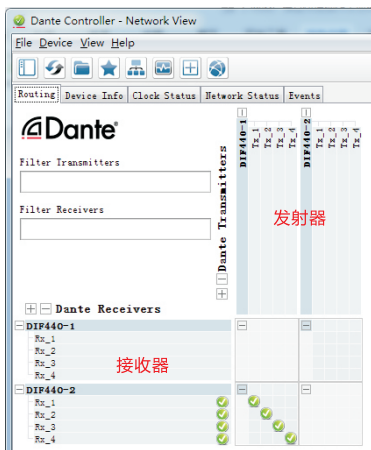 Dante Controller - Network View
File Device View Help
Routing Device Info Clock Status Network Status Events
Dante®
Filter Transmitters
Filter Receivers
Dante Transmitters
DIF440-1
Tx_1
Tx_2
Tx_3
Tx_4
DIF440-2
Tx_1
Tx_2
Tx_3
Tx_4
发射器
Dante Receivers
DIF440-1
Rx_1
Rx_2
Rx_3
Rx_4
接收器
DIF440-2
Rx_1
Rx_2
Rx_3
Rx_4